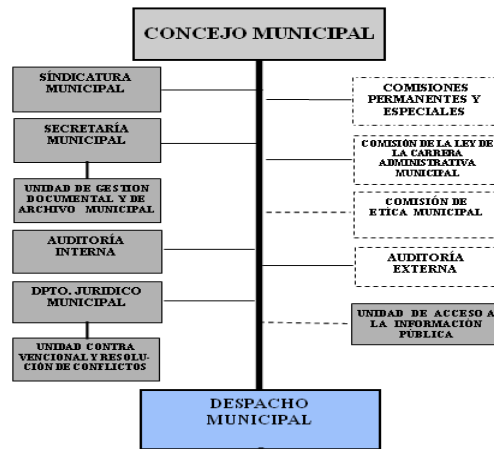 CONCEJO MUNICIPAL
SÍNDICATURA
MUNICIPAL
SECRETARÍA
MUNICIPAL
UNIDAD DE GESTION
DOCUMENTAL Y DE
ARCHIVO MUNICIPAL
AUDITORÍA
INTERNA
DPTO. JURIDICO
MUNICIPAL
UNIDAD CONTRA
VENCIONAL Y RESOLU-
CIÓN DE CONFLICTOS
COMISIONES
PERMANENTES Y
ESPECIALES
COMISIÓN DE LA LEY DE
LA CARRERA
ADMINISTRATIVA
MUNICIPAL
COMISIÓN DE
ETÍCA MUNICIPAL
AUDITORÍA
EXTERNA
UNIDAD DE ACCESO A
LA INFORMACIÓN
PÚBLICA
DESPACHO
MUNICIPAL